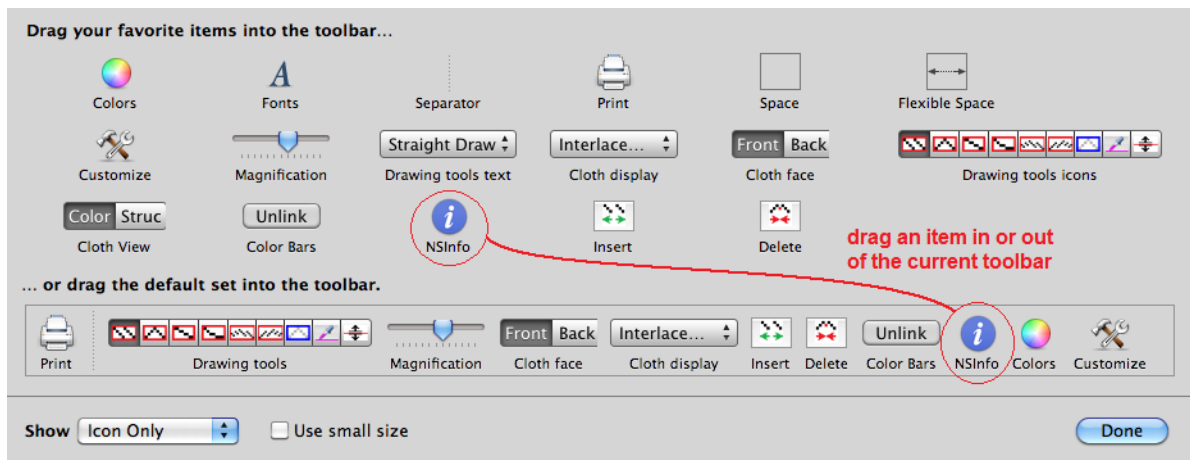 Drag your favorite items into the toolbar...
Colors Fonts Separator Print Space Flexible Space
Straight Draw Interlace... Front Back
Customize Magnification Drawing tools text Cloth display Cloth face Drawing tools icons
Color Struc Unlink
Cloth View Color Bars NSInfo Insert Delete
drag an item in or out
of the current toolbar
... or drag the default set into the toolbar.
Front Back Interlace... Unlink
Print Drawing tools Magnification Cloth face Cloth display Insert Delete Color Bars NSInfo Colors Customize
Show Icon Only Use small size Done